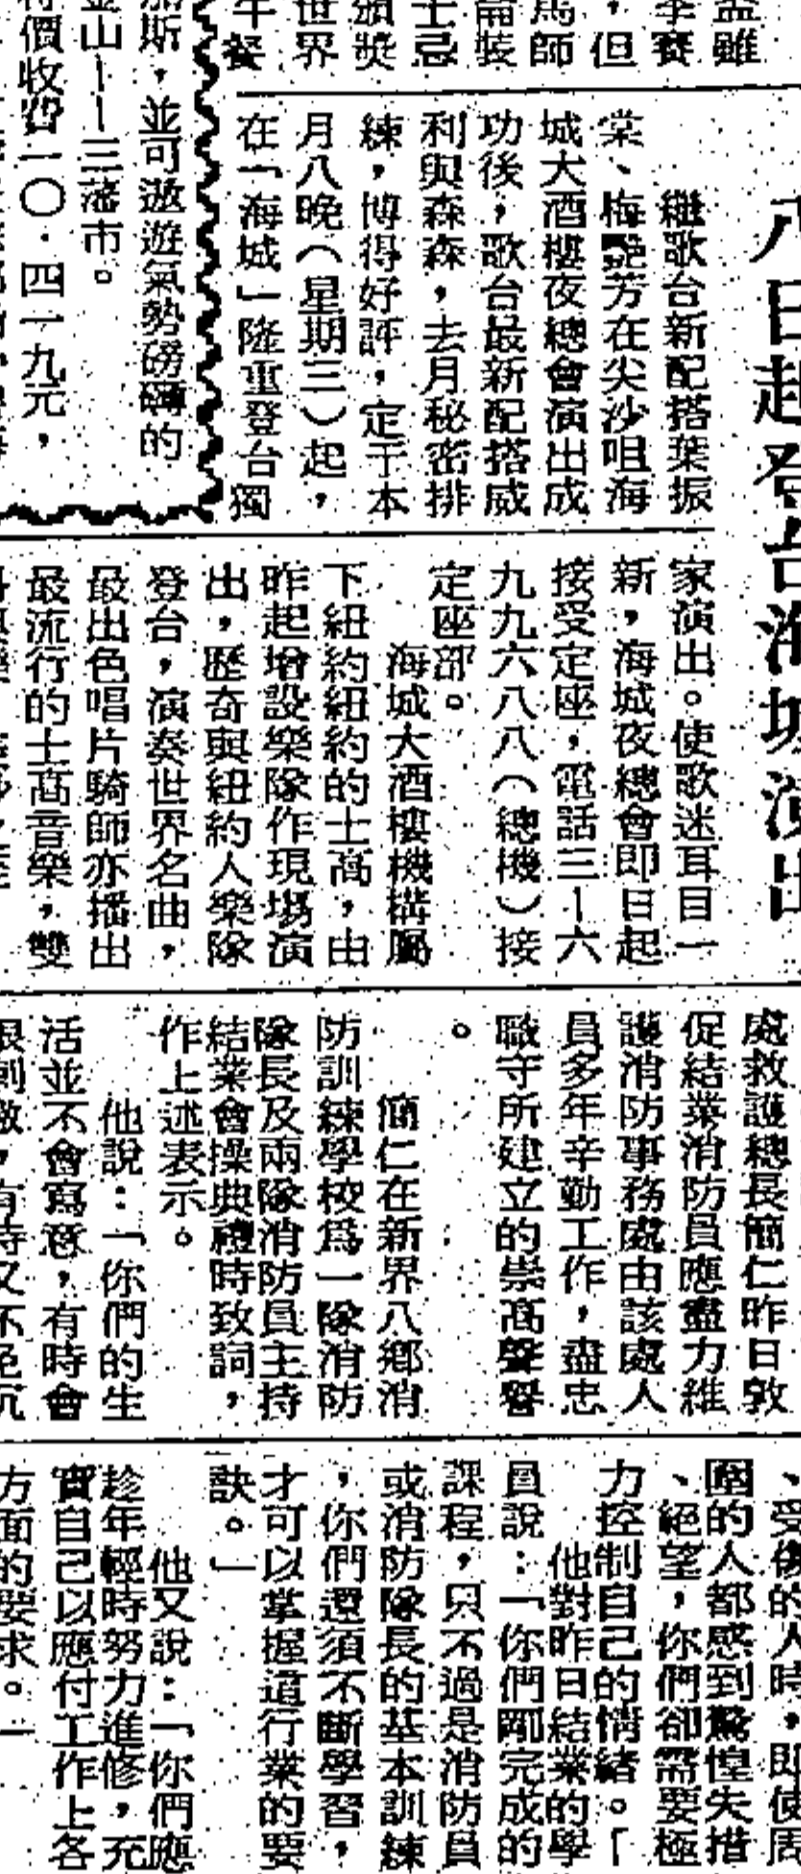 盃雖
季賽
，但
馬師
論裝
士忌
頒獎
世界
午餐
加斯，並可遨遊氣勢磅礴的
金山——三藩市。
特價收費一〇·四一九元，
八日起登台海城演出
繼歌台新配搭葉振
棠、梅艷芳在尖沙咀海
城大酒樓夜總會演出成
功後，歌台最新配搭威
利與森森，去月秘密排
練，博得好評，定于本
月八晚（星期三）起，
在「海城」隆重登台獨
家演出。使歌迷耳目一
新，海城夜總會即日起
接受定座，電話三—六
九九六八八（總機）接
定座部。
海城大酒樓機構屬
下紐約紐約的士高，由
昨起增設樂隊作現場演
出，歷奇與紐約人樂隊
登台，演奏世界名曲，
最出色唱片騎師亦播出
最流行的士高音樂，雙
處救護總長簡仁昨日敦
促結業消防員應盡力維
護消防事務處由該處人
員多年辛勤工作，盡忠
職守所建立的崇高聲譽
。
簡仁在新界八鄉消
防訓練學校爲一隊消防
隊長及兩隊消防員主持
結業會操典禮時致詞，
作上述表示。
他說：「你們的生
活並不會寫意，有時會
很刺激，有時又不免沉
、受傷的人時，即使周
圍的人都感到驚惶失措
、絕望，你們卻需要極
力控制自己的情緒。「
他對昨日結業的學
員說：「你們剛完成的
課程，只不過是消防員
或消防隊長的基本訓練
，你們還須不斷學習，
才可以掌握這行業的要
訣。」
他又說：「你們應
趁年輕時努力進修，充
實自己以應付工作上各
方面的要求。」